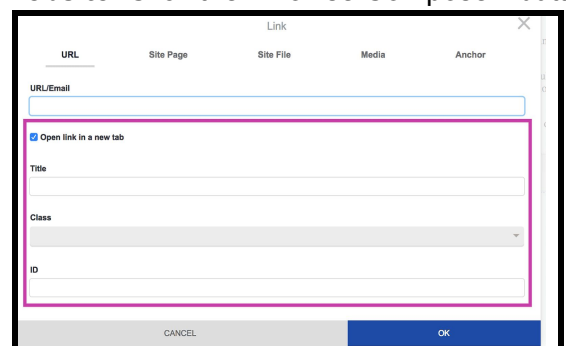 Link
URL Site Page Site File Media Anchor
URL/Email
Open link in a new tab
Title
Class
ID
CANCEL OK